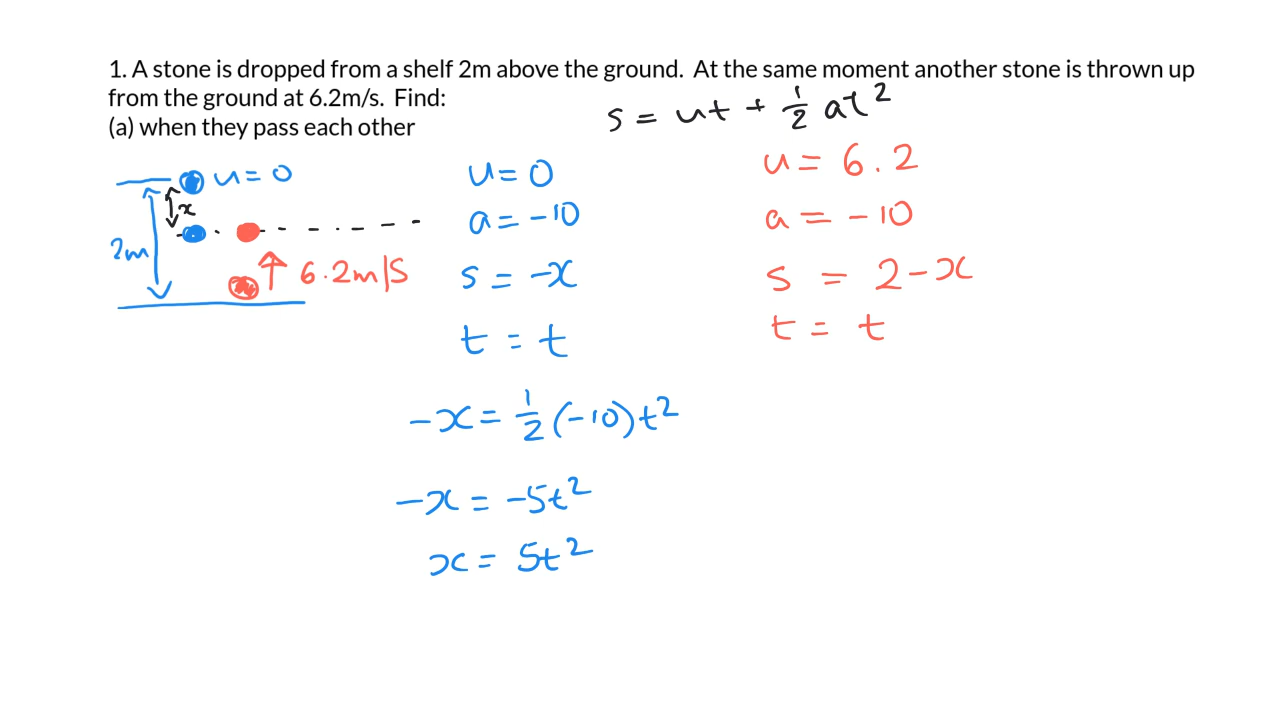 1. A stone is dropped from a shelf 2m above the ground. At the same moment another stone is thrown up
from the ground at 6.2m/s. Find:
(a) when they pass each other
s = ut + ½ at²
u = 0
x
2m
6.2m/s
u = 0
a = -10
s = -x
t = t
u = 6.2
a = -10
s = 2-x
t = t
-x = ½ (-10)t²
-x = -5t²
x = 5t²